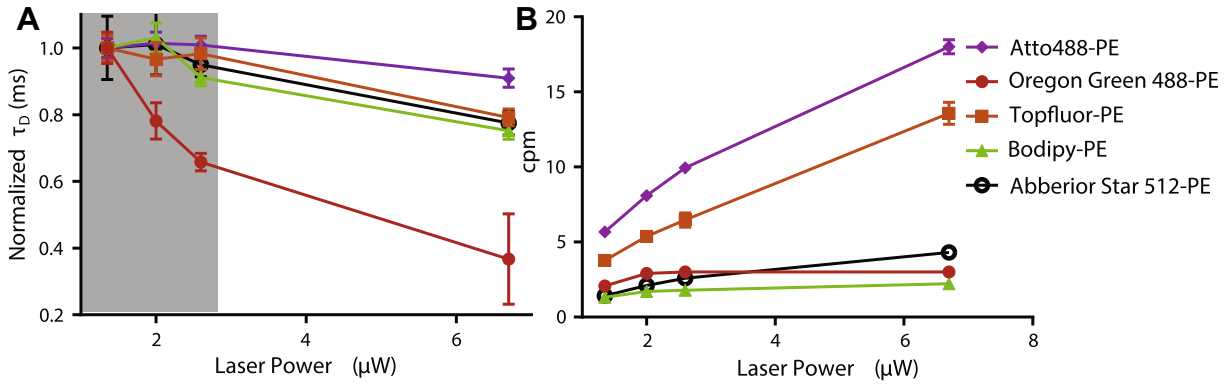 A
1.0
0.8
0.6
0.4
0.2
Normalized τD (ms)
2
4
6
Laser Power (µW)
B
20
15
10
5
0
cpm
2
4
6
8
Laser Power (µW)
Atto488-PE
Oregon Green 488-PE
Topfluor-PE
Bodipy-PE
Abberior Star 512-PE